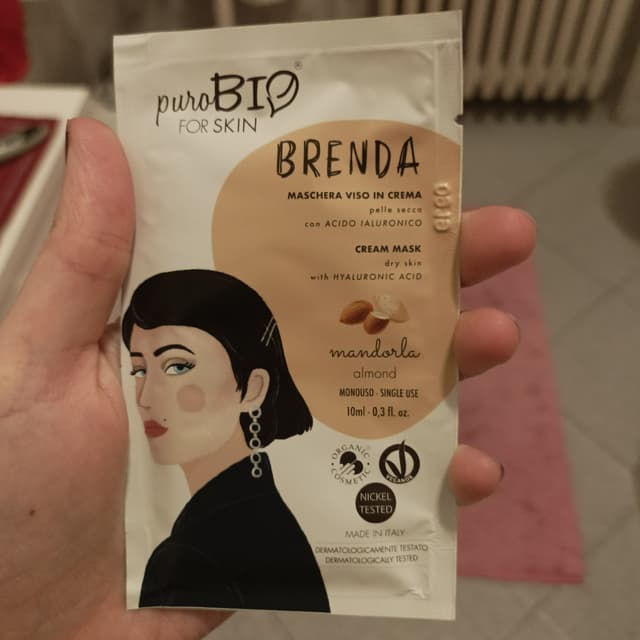 puroBIO®
FOR SKIN
BRENDA
MASCHERA VISO IN CREMA
pelle secca
con ACIDO IALURONICO
CREAM MASK
dry skin
with HYALURONIC ACID
mandorla
almond
MONOUSO - SINGLE USE
10ml - 0,3 fl. oz.
ORGANIC COSMETIC
VEGANOK
NICKEL
TESTED
MADE IN ITALY
DERMATOLOGICAMENTE TESTATO
DERMATOLOGICALLY TESTED